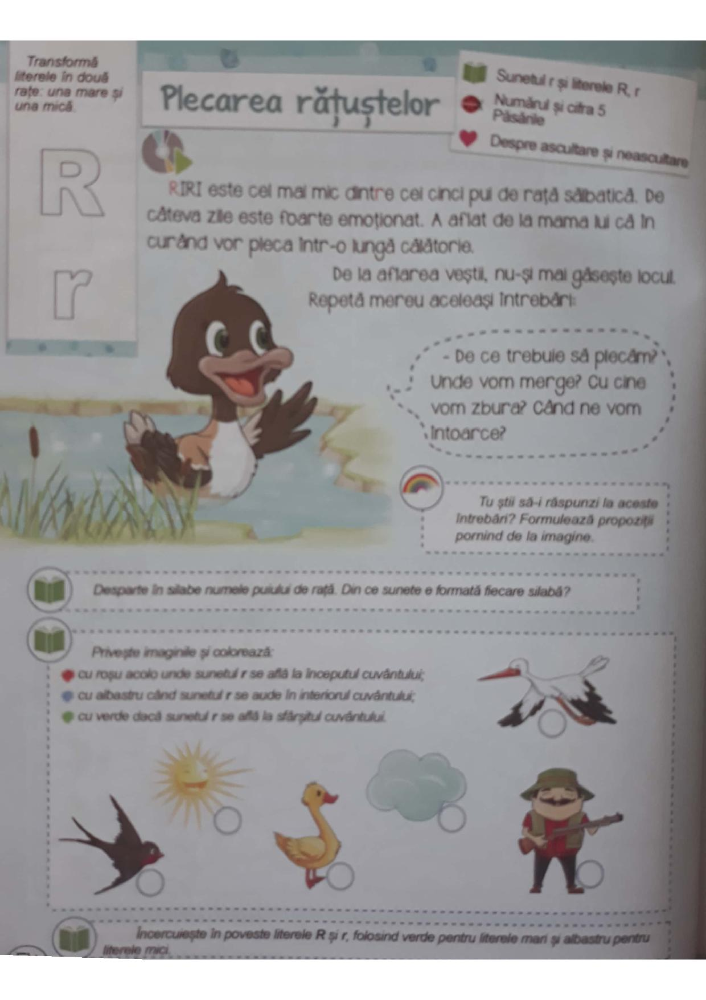 Transformă
literele în două
rațe: una mare și
una mică.
R
r
Plecarea rățuștelor
Sunetul r și literele R, r
Numărul și cifra 5
Păsările
Despre ascultare și neascultare
RIRI este cel mai mic dintre cei cinci pui de rață sălbatică. De
câteva zile este foarte emoționat. A aflat de la mama lui că în
curând vor pleca într-o lungă călătorie.
De la aflarea veștii, nu-și mai găsește locul.
Repetă mereu aceleași întrebări:
- De ce trebuie să plecăm?
Unde vom merge? Cu cine
vom zbura? Când ne vom
întoarce?
Tu știi să-i răspunzi la aceste
întrebări? Formulează propoziții
pornind de la imagine.
Desparte în silabe numele puiului de rață. Din ce sunete e formată fiecare silabă?
Privește imaginile și colorează:
cu roșu acolo unde sunetul r se află la începutul cuvântului;
cu albastru când sunetul r se aude în interiorul cuvântului;
cu verde dacă sunetul r se află la sfârșitul cuvântului.
Încercuiește în poveste literele R și r, folosind verde pentru literele mari și albastru pentru
literele mici.